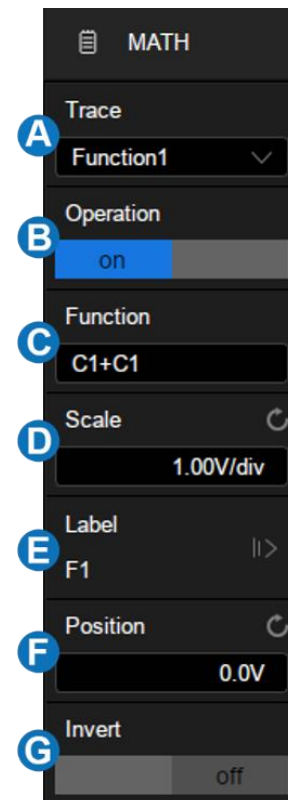 MATH
Trace
A
Function1
Operation
B
on
Function
C
C1+C1
Scale
D
1.00V/div
Label
E
F1
Position
F
0.0V
Invert
G
off